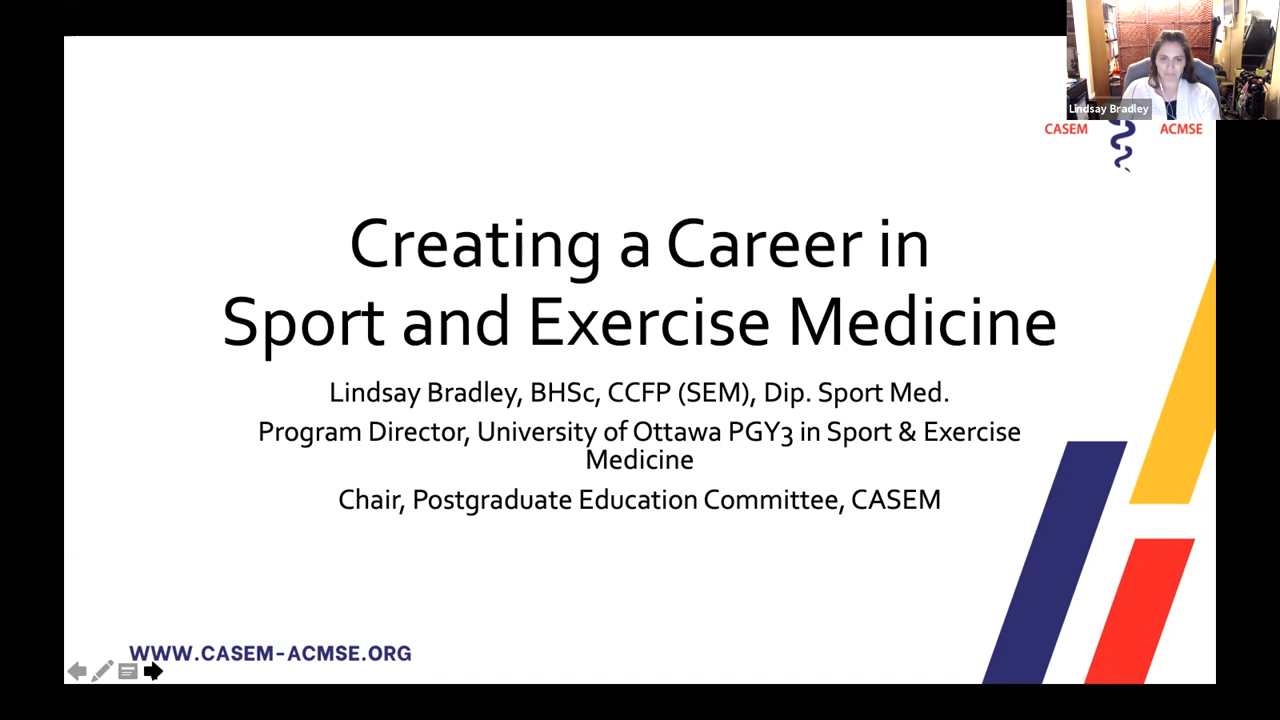 Lindsay Bradley
CASEM ACMSE
Creating a Career in
Sport and Exercise Medicine
Lindsay Bradley, BHSc, CCFP (SEM), Dip. Sport Med.
Program Director, University of Ottawa PGY3 in Sport & Exercise
Medicine
Chair, Postgraduate Education Committee, CASEM
WWW.CASEM-ACMSE.ORG